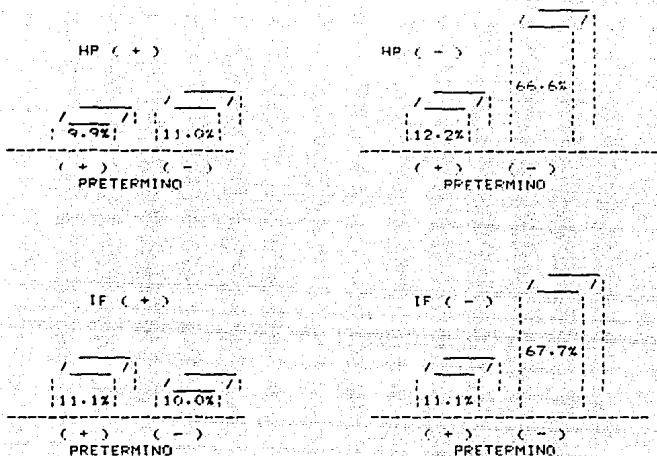 HP ( + ) HP ( - )
66.6%
9.9% 11.0% 12.2%
( + ) ( - ) ( + ) ( - )
PRETERMINO PRETERMINO
IF ( + ) IF ( - )
67.7%
11.1% 10.0% 11.1%
( + ) ( - ) ( + ) ( - )
PRETERMINO PRETERMINO